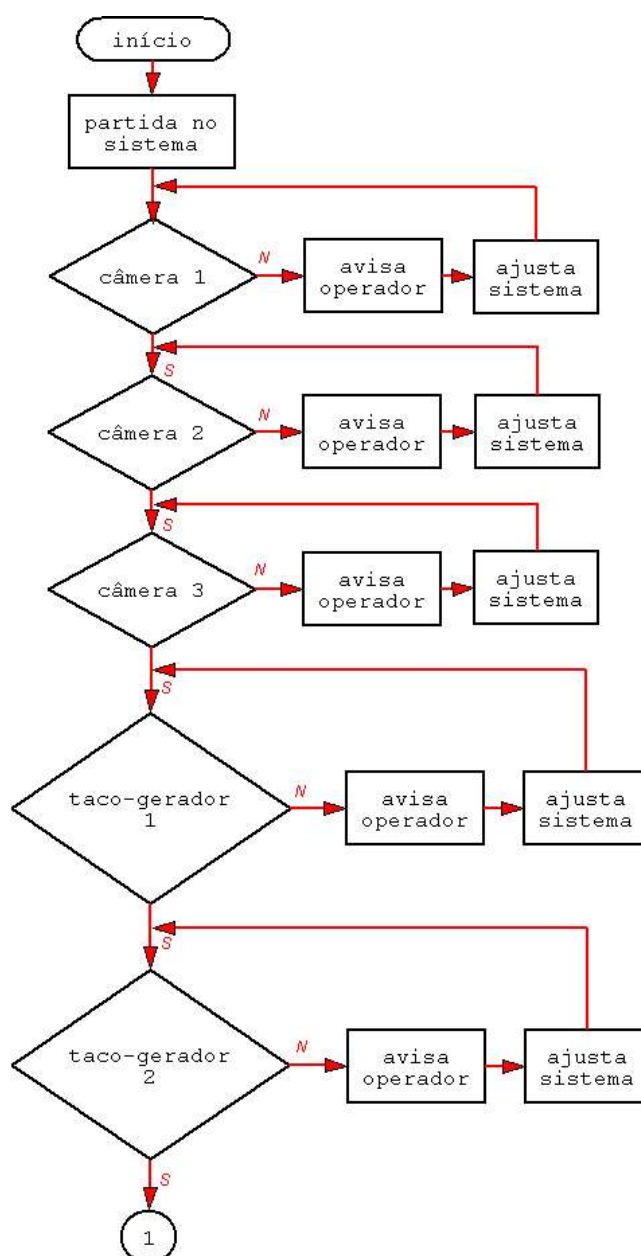 início
partida no
sistema
câmera 1
N
avisa
operador
ajusta
sistema
S
câmera 2
N
avisa
operador
ajusta
sistema
S
câmera 3
N
avisa
operador
ajusta
sistema
S
taco-gerador
1
N
avisa
operador
ajusta
sistema
S
taco-gerador
2
N
avisa
operador
ajusta
sistema
S
1